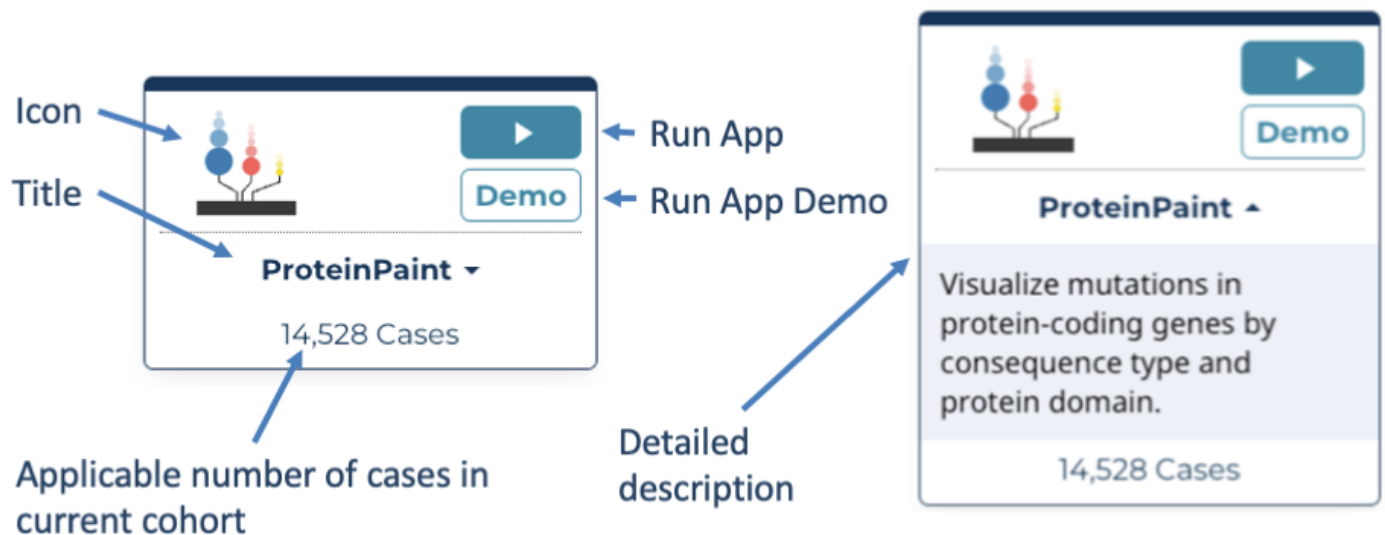 Icon
Title
Demo
ProteinPaint
14,528 Cases
Run App
Run App Demo
Applicable number of cases in
current cohort
Detailed
description
Demo
ProteinPaint
Visualize mutations in
protein-coding genes by
consequence type and
protein domain.
14,528 Cases